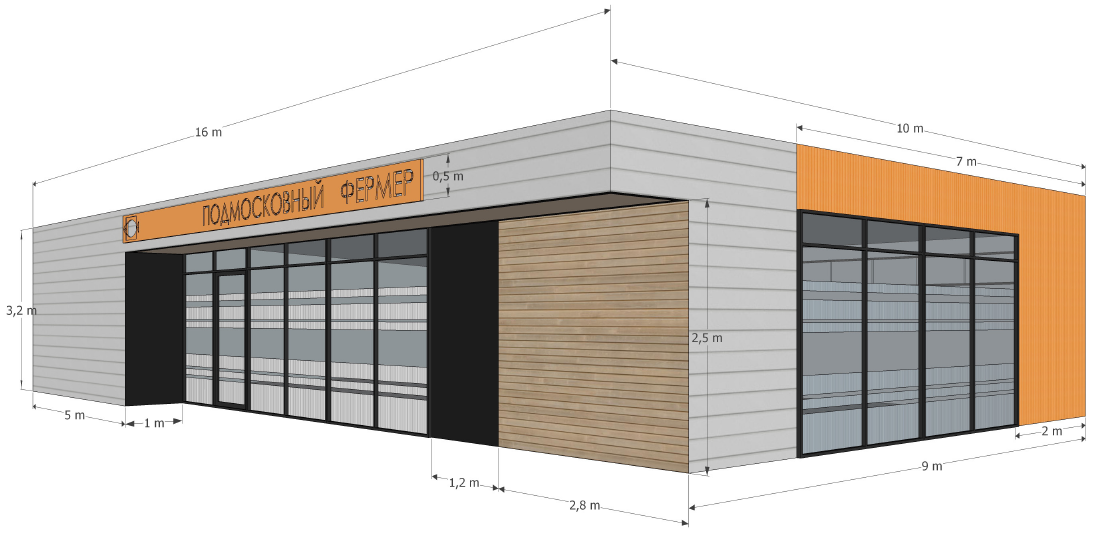 16 m
10 m
7 m
0,5 m
ПОДМОСКОВНЫЙ ФЕРМЕР
3,2 m
2,5 m
5 m
1 m
2 m
9 m
1,2 m
2,8 m